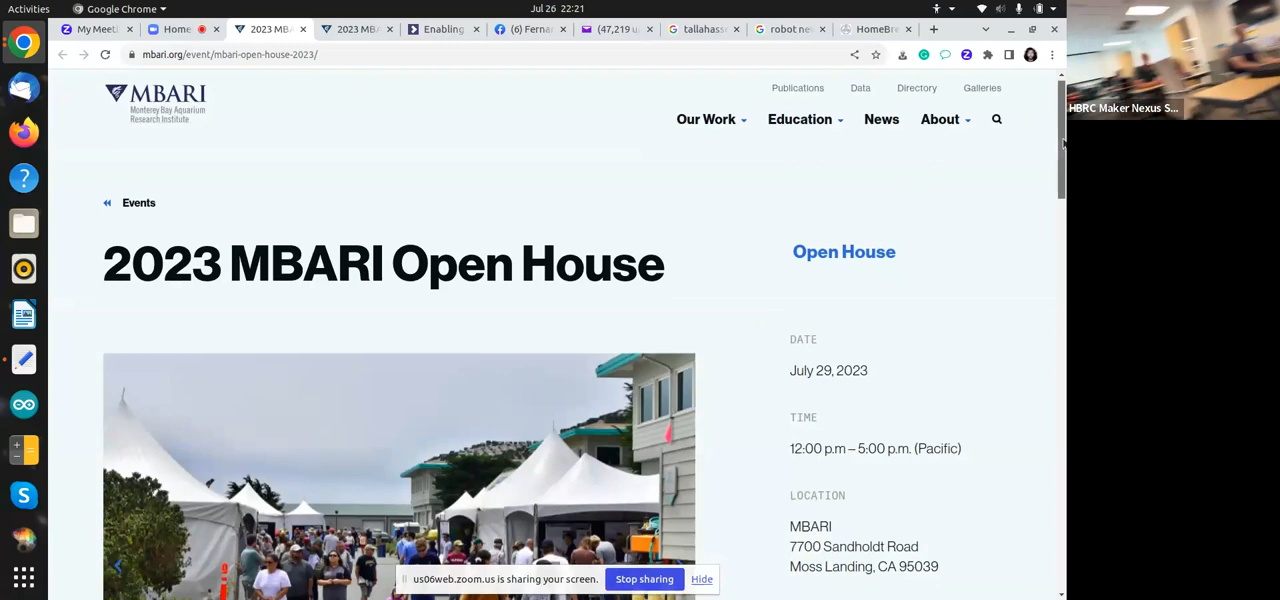 Activities
Google Chrome
Jul 26 22:21
My Meeti
Home
2023 MBA
2023 MBA
Enabling
(6) Ferna
(47,219 u
tallahass
robot ne
HomeBre
mbari.org/event/mbari-open-house-2023/
MBARI
Monterey Bay Aquarium
Research Institute
Publications
Data
Directory
Galleries
Our Work
Education
News
About
HBRC Maker Nexus S...
Events
2023 MBARI Open House
Open House
DATE
July 29, 2023
TIME
12:00 p.m – 5:00 p.m. (Pacific)
LOCATION
MBARI
7700 Sandholdt Road
Moss Landing, CA 95039
us06web.zoom.us is sharing your screen.
Stop sharing
Hide